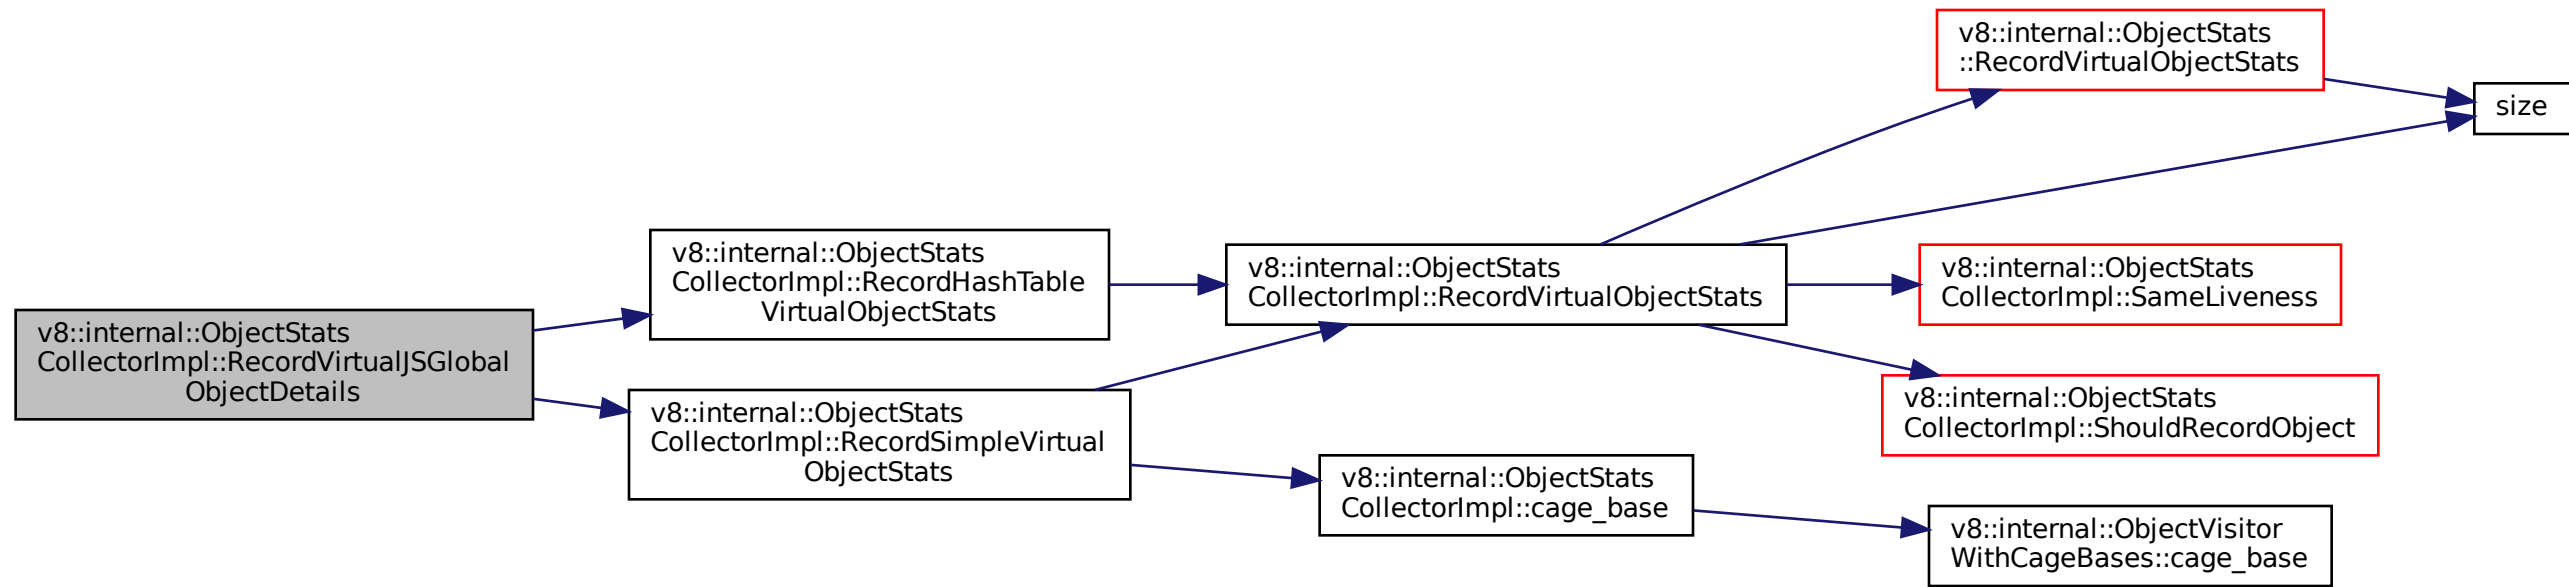 v8::internal::ObjectStats
CollectorImpl::RecordVirtualJSGlobal
ObjectDetails
v8::internal::ObjectStats
CollectorImpl::RecordHashTable
VirtualObjectStats
v8::internal::ObjectStats
CollectorImpl::RecordSimpleVirtual
ObjectStats
v8::internal::ObjectStats
CollectorImpl::RecordVirtualObjectStats
v8::internal::ObjectStats
CollectorImpl::cage_base
v8::internal::ObjectStats
::RecordVirtualObjectStats
size
v8::internal::ObjectStats
CollectorImpl::SameLiveness
v8::internal::ObjectStats
CollectorImpl::ShouldRecordObject
v8::internal::ObjectVisitor
WithCageBases::cage_base